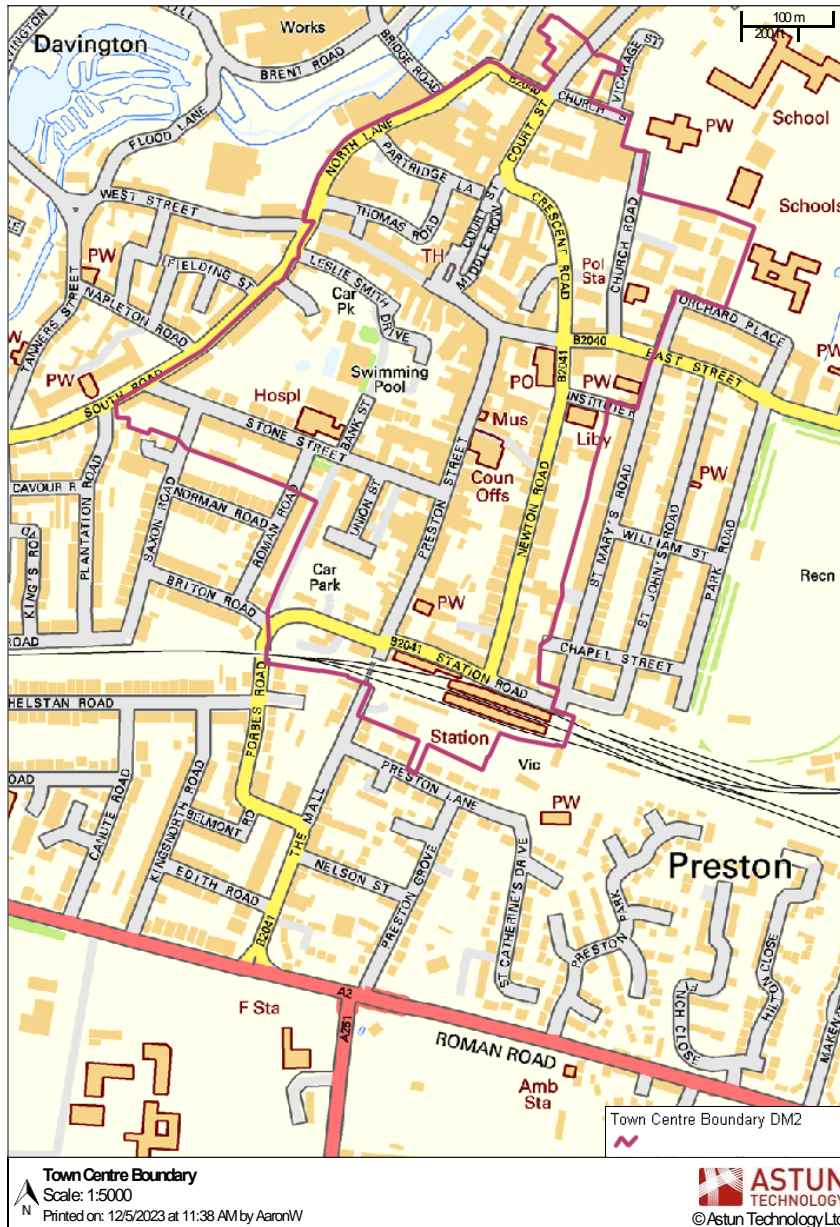 100 m
200 ft
Works
Davington
BRENT ROAD
BRIDGE ROAD
B2040
VICARAGE ST
CHURCH S
School
PW
FLOOD LANE
NORTH LANE
COURT ST
PARTRIDGE LA
WEST STREET
THOMAS ROAD
COURT ST
MIDDLE ROW
CRESCENT ROAD
CHURCH ROAD
Schools
PW
FIELDING ST
LESLIE SMITH DRIVE
TH
Pol
Sta
Car
Pk
NAPLETON ROAD
TANNERS STREET
ORCHARD PLACE
B2040
EAST STREET
B2041
Swimming
Pool
PO
PW
PW
PW
SOUTH ROAD
Hospl
BANK ST
Mus
Liby
STONE STREET
Coun
Offs
PRESTON STREET
NEWTON ROAD
PW
CAVOUR R
PLANTATION ROAD
SAXON ROAD
NORMAN ROAD
ROMAN ROAD
UNION ST
ST MARY'S ROAD
WILLIAM ST
ST JOHN'S ROAD
PARK ROAD
KING'S ROA
BRITON ROAD
Car
Park
PW
Recn
ROAD
B2041 STATION ROAD
CHAPEL STREET
HELSTAN ROAD
FORBES ROAD
Station
Vic
OAD
CANUTE ROAD
KINGSNORTH ROAD
BELMONT RD
THE MALL
PRESTON LANE
PW
EDITH ROAD
NELSON ST
PRESTON GROVE
ST CATHERINE'S DRIVE
Preston
PRESTON PARK
FINCH CLOSE
HILTON CLOSE
MAKEN
B2041
A2
A251
F Sta
ROMAN ROAD
Amb
Sta
Town Centre Boundary DM2
Town Centre Boundary
Scale: 1:5000
Printed on: 12/5/2023 at 11:38 AM by AaronW
N
ASTUN
TECHNOLOGY
© Astun Technology Ltd